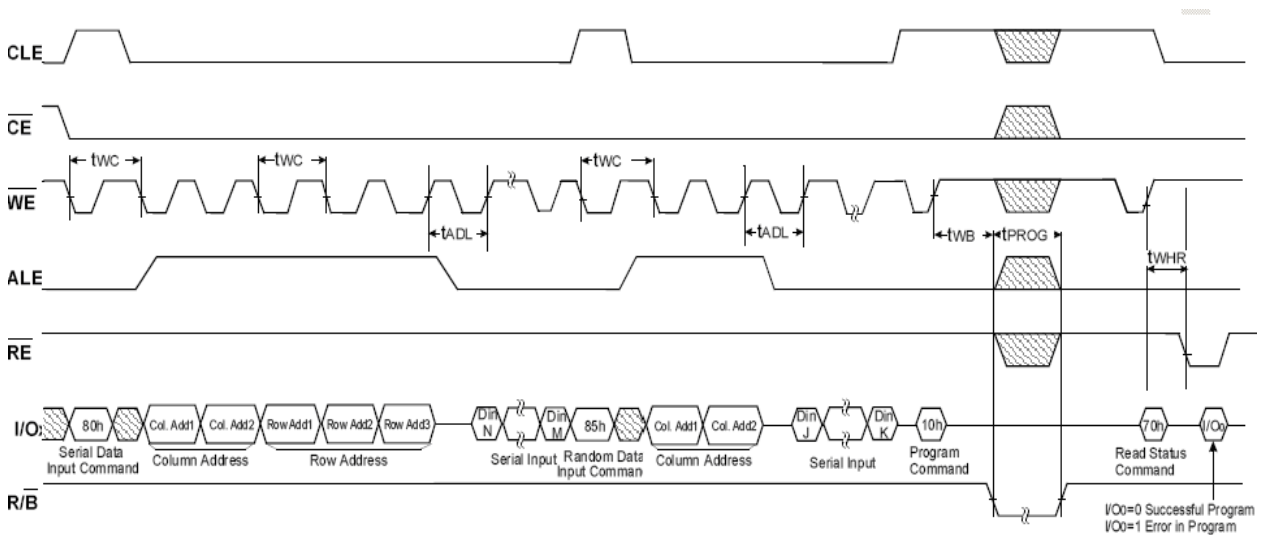 CLE
CE
tWC tWC tWC
WE
tADL tADL tWB tPROG
tWHR
ALE
RE
I/Ox 80h Col. Add1 Col. Add2 Row Add1 Row Add2 Row Add3 Din N Din M 85h Col. Add1 Col. Add2 Din J Din K 10h 70h I/O0
Serial Data
Input Command
Column Address
Row Address
Serial Input
Random Data
Input Comman
Column Address
Serial Input
Program
Command
Read Status
Command
R/B
I/O0=0 Successful Program
I/O0=1 Error in Program